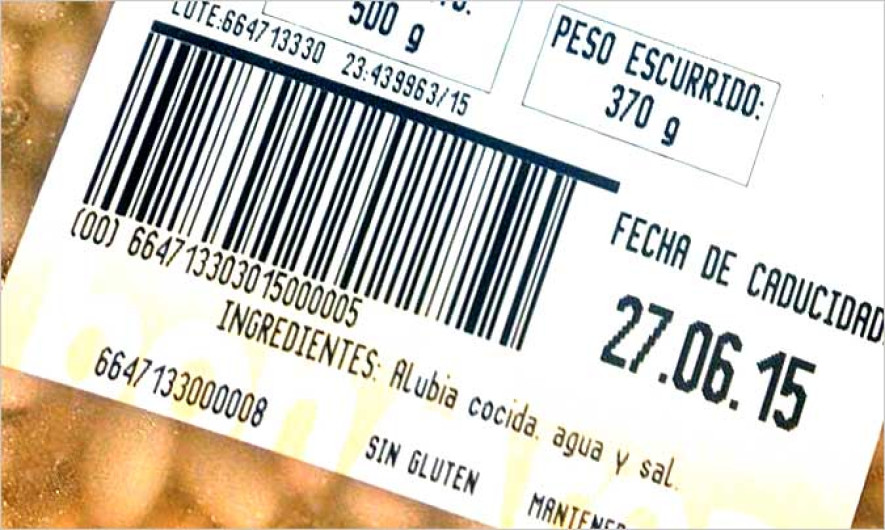 500 g
PESO ESCURRIDO:
370 g
LOTE:664713330 23:439963/15
(00) 664713303015000005
FECHA DE CADUCIDAD
27.06.15
INGREDIENTES: Alubia cocida, agua y sal.
6647133000008
SIN GLUTEN